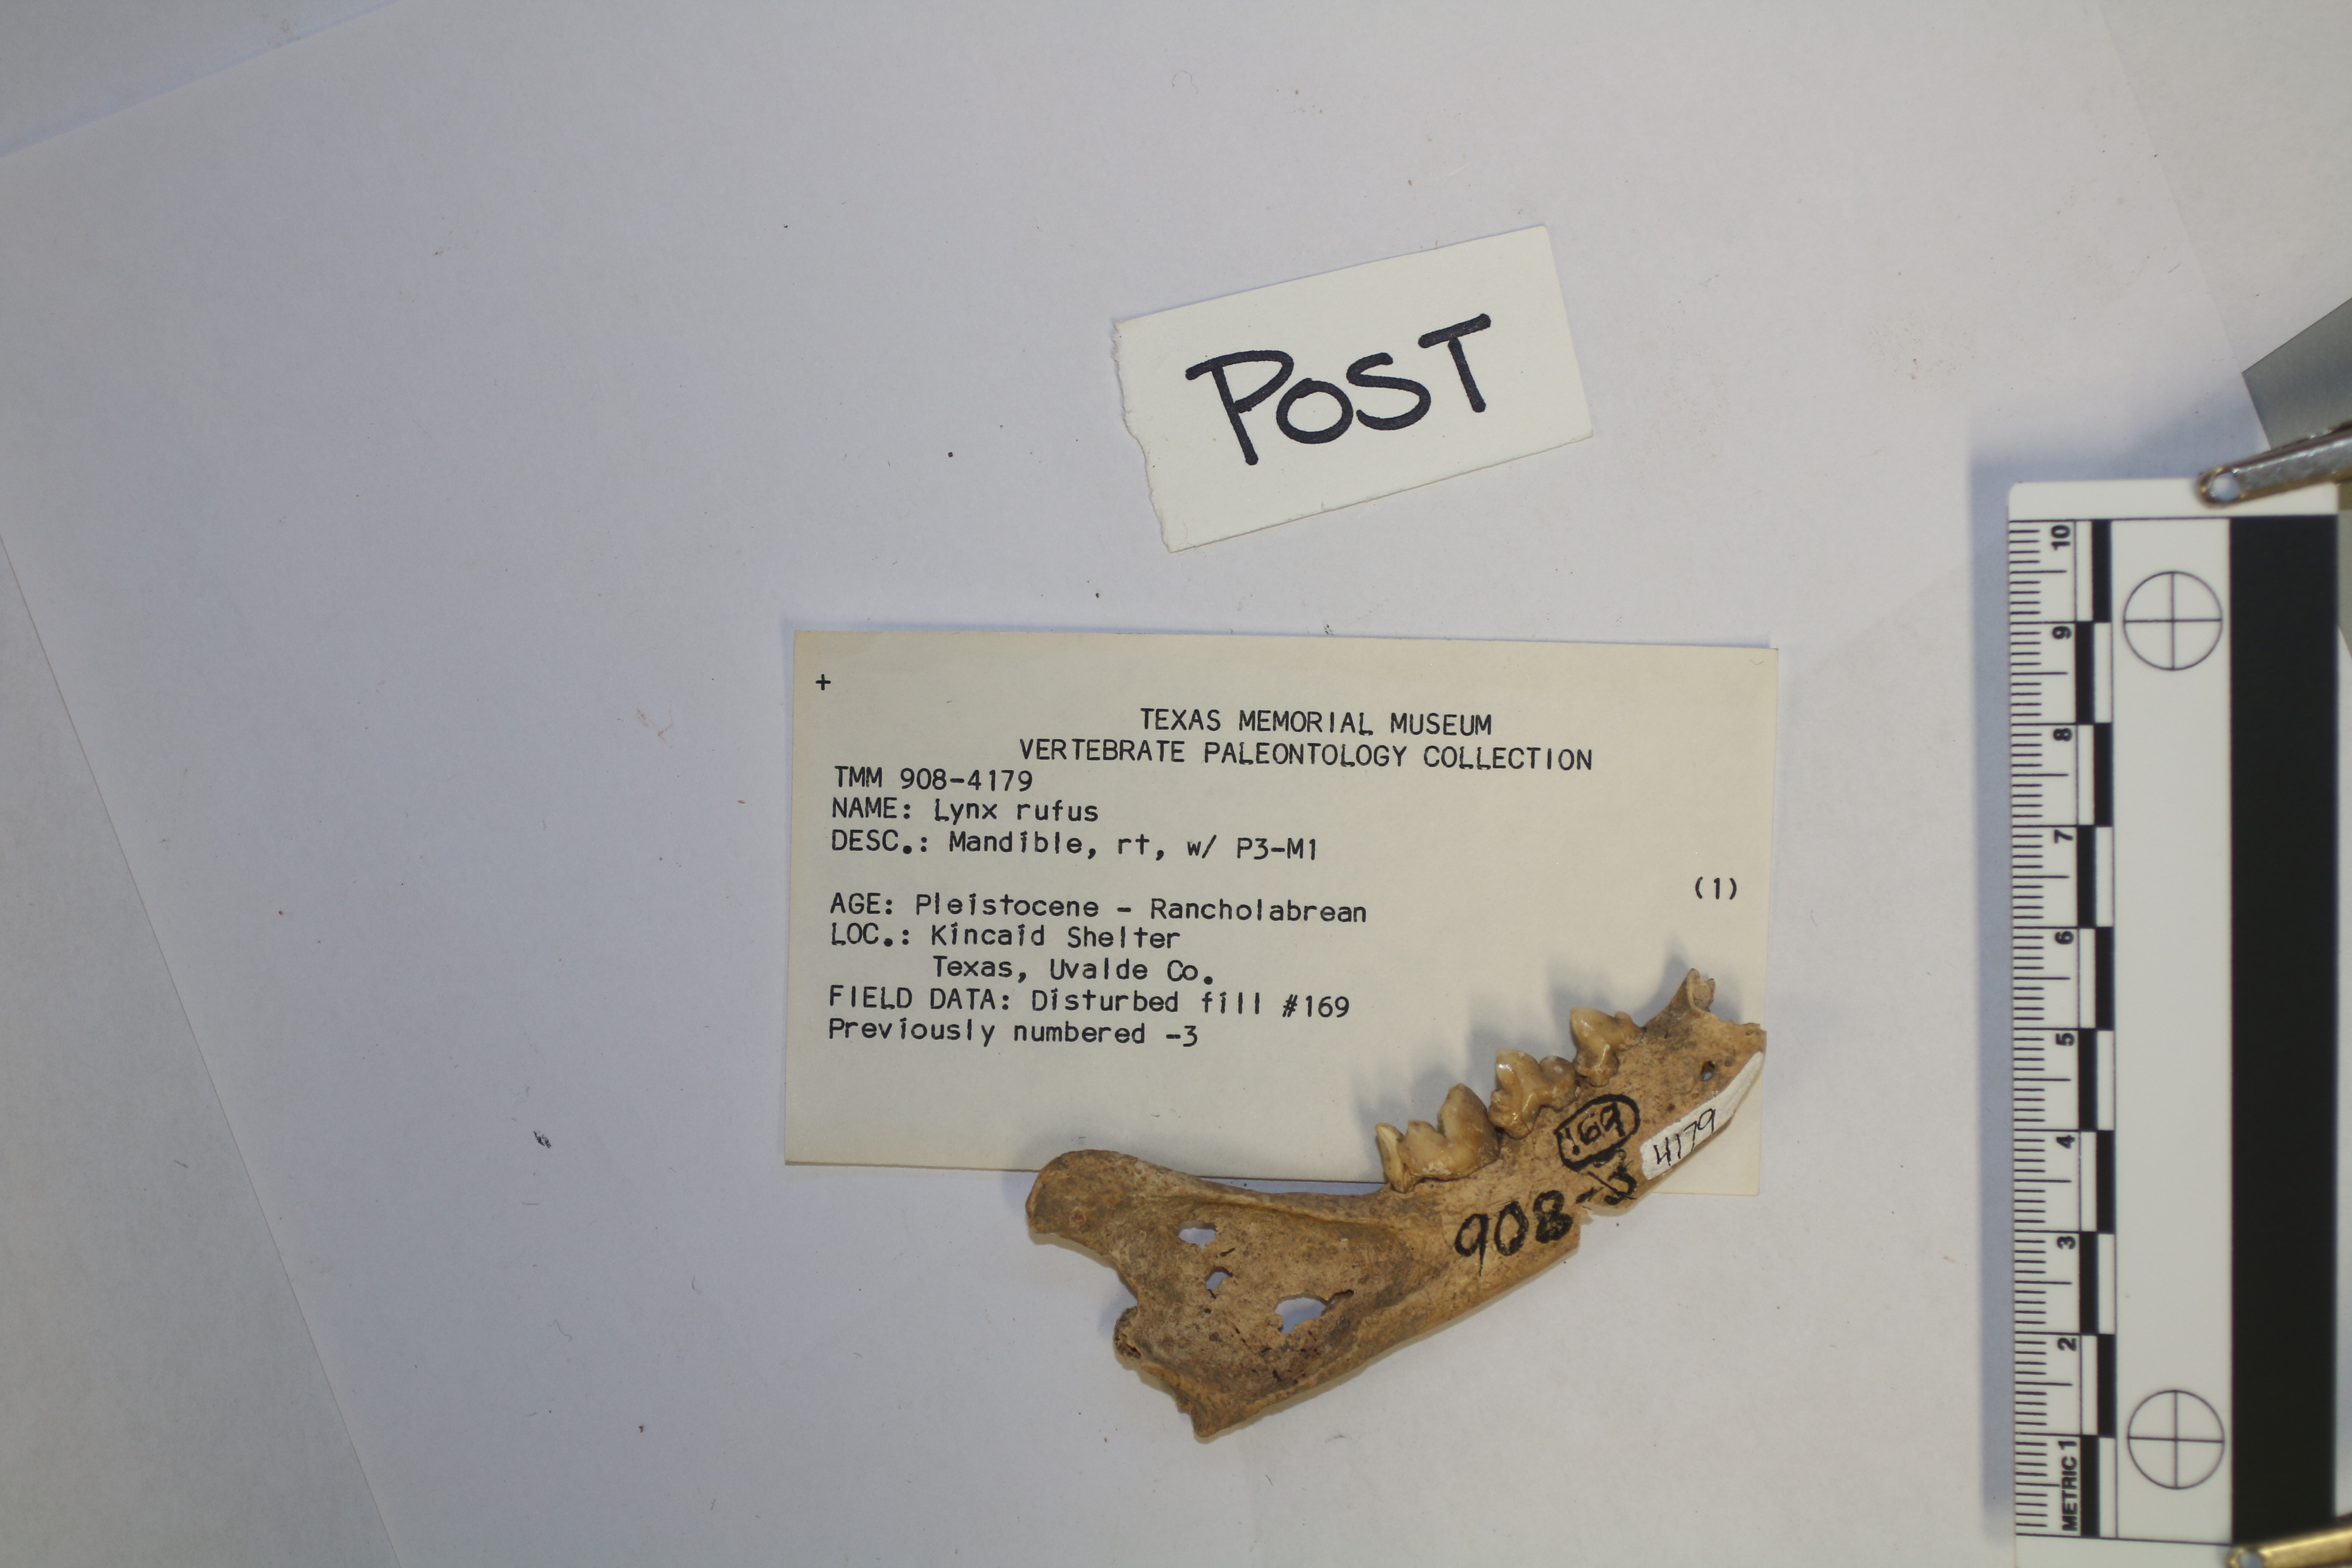 +
TEXAS MEMORIAL MUSEUM
VERTEBRATE PALEONTOLOGY COLLECTION
TMM 908-4179
NAME: Lynx rufus
DESC.: Mandible, rt, w/ P3-M1
(1)
AGE: Pleistocene - Rancholabrean
LOC.: Kincaid Shelter
Texas, Uvalde Co.
FIELD DATA: Disturbed fill #169
Previously numbered -3
POST
908-3
169
4179
METRIC 1 2 3 4 5 6 7 8 9 10